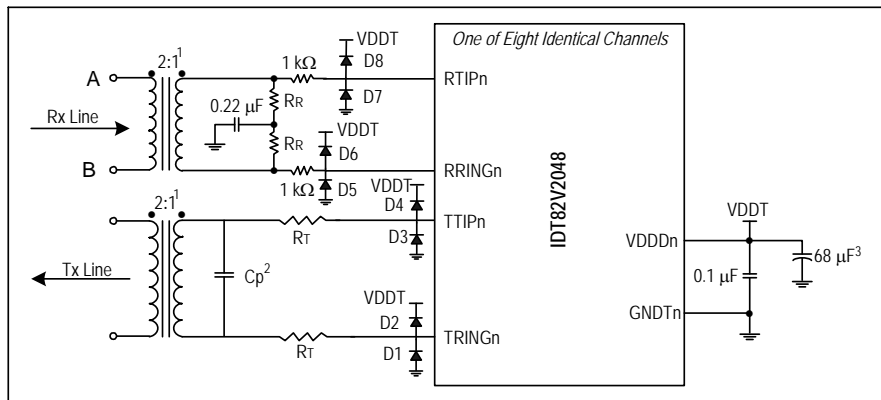 One of Eight Identical Channels
VDDT
D8
D7
2:1¹
1 kΩ
A
RTIPn
0.22 µF
RR
Rx Line
RR
VDDT
D6
D5
B
1 kΩ
RRINGn
2:1¹
VDDT
D4
D3
RT
TTIPn
IDT82V2048
VDDT
VDDDn
68 µF³
0.1 µF
Tx Line
Cp²
VDDT
D2
D1
GNDTn
RT
TRINGn